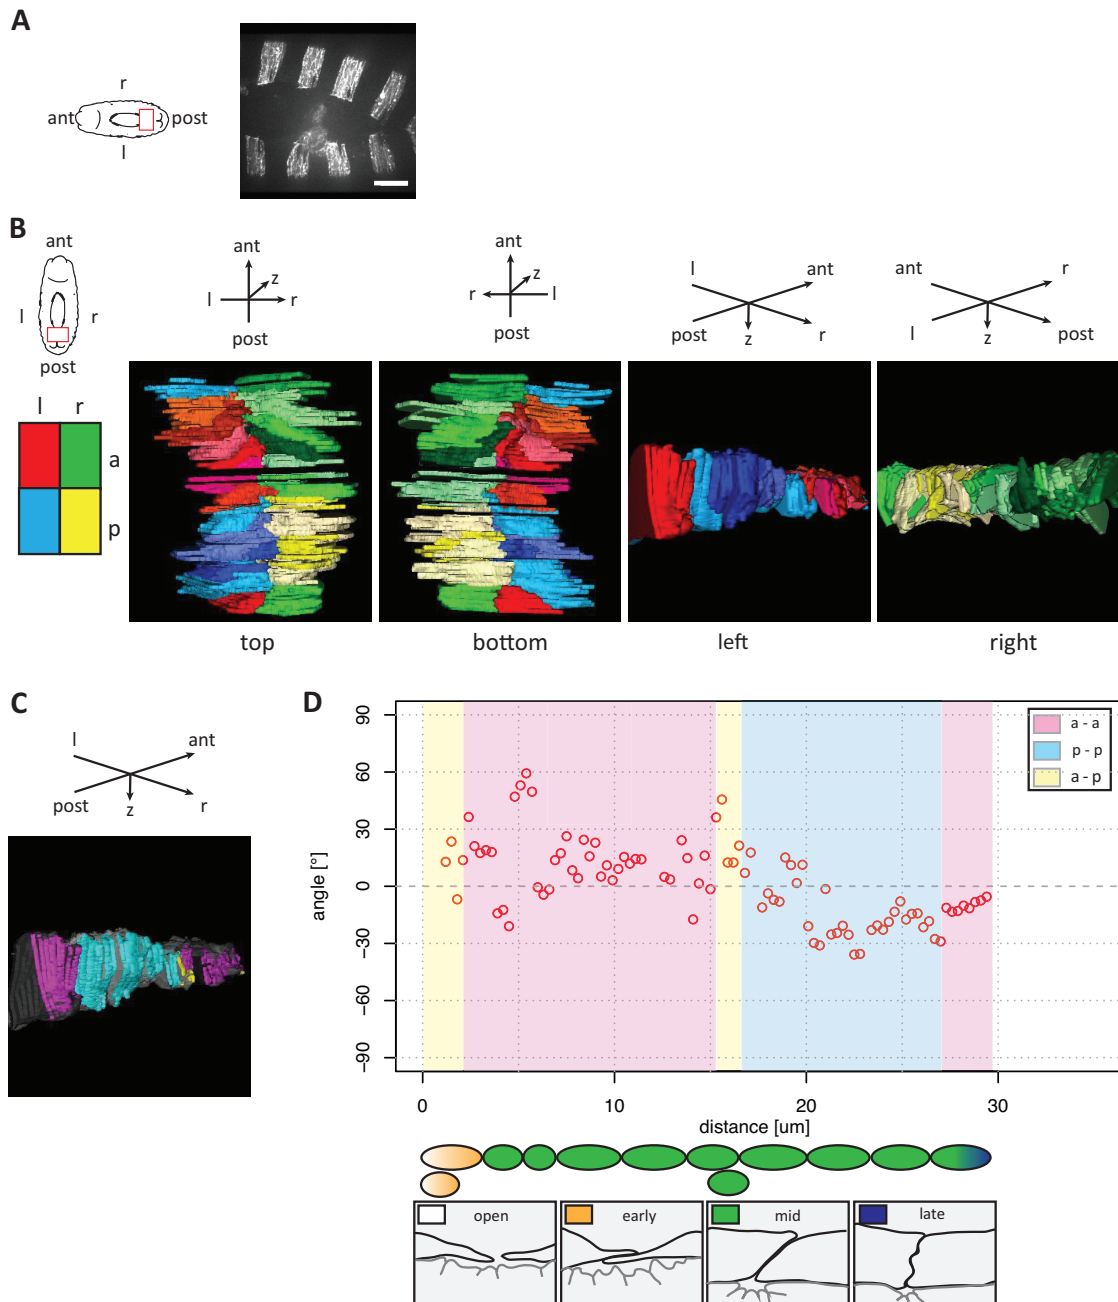 A
r
ant
post
l
B
ant
l
r
post
ant
z
l
r
post
ant
z
r
l
post
l
ant
post
z
r
ant
r
l
z
post
l
r
a
p
top
bottom
left
right
C
l
ant
post
z
r
D
90
60
30
0
−30
−60
−90
angle [°]
a - a
p - p
a - p
0
10
20
30
distance [um]
open
early
mid
late